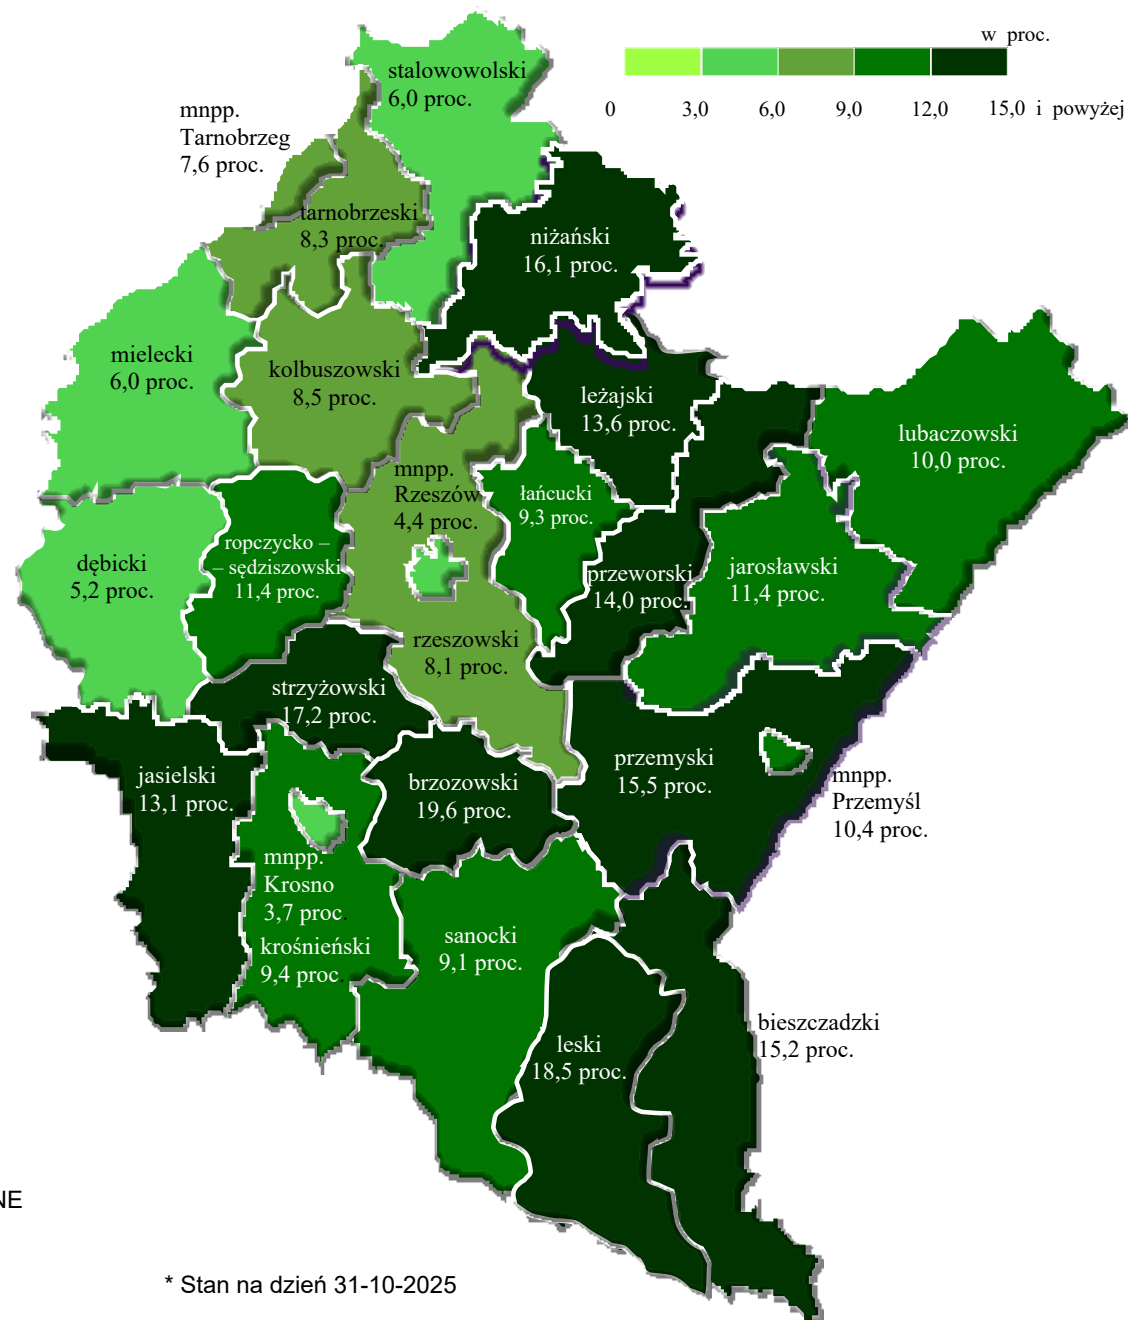 w proc.
0 3,0 6,0 9,0 12,0 15,0 i powyżej
stalowowolski
6,0 proc.
mnpp.
Tarnobrzeg
7,6 proc.
tarnobrzeski
8,3 proc.
niżański
16,1 proc.
mielecki
6,0 proc.
kolbuszowski
8,5 proc.
leżajski
13,6 proc.
lubaczowski
10,0 proc.
mnpp.
Rzeszów
4,4 proc.
łańcucki
9,3 proc.
ropczycko –
– sędziszowski
11,4 proc.
dębicki
5,2 proc.
przeworski
14,0 proc.
jarosławski
11,4 proc.
rzeszowski
8,1 proc.
strzyżowski
17,2 proc.
jasielski
13,1 proc.
brzozowski
19,6 proc.
przemyski
15,5 proc.
mnpp.
Przemyśl
10,4 proc.
mnpp.
Krosno
3,7 proc.
krośnieński
9,4 proc.
sanocki
9,1 proc.
leski
18,5 proc.
bieszczadzki
15,2 proc.
NE
* Stan na dzień 31-10-2025